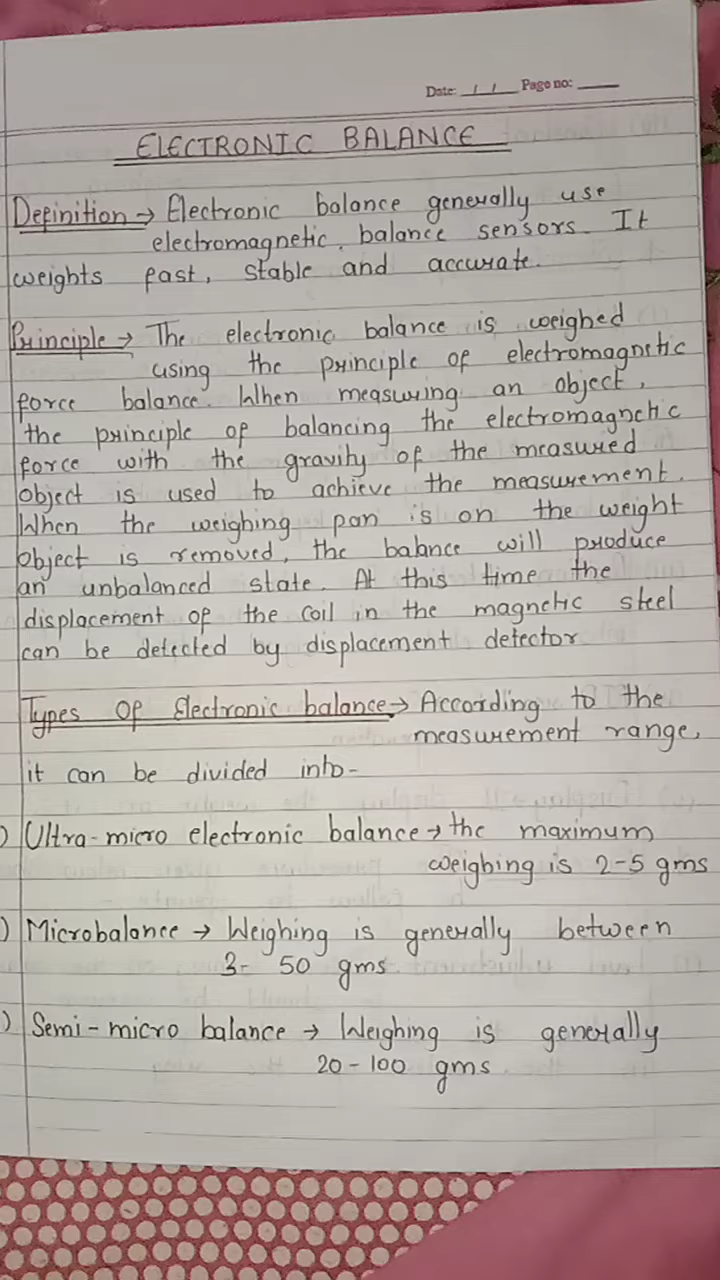 Date: __/__/__ Page no: ____
ELECTRONIC BALANCE
Definition → Electronic balance generally use
electromagnetic balance sensors. It
weights fast, stable and accurate.
Principle → The electronic balance is weighed
using the principle of electromagnetic
force balance. When measuring an object,
the principle of balancing the electromagnetic
force with the gravity of the measured
object is used to achieve the measurement.
When the weighing pan is on the weight
object is removed, the balance will produce
an unbalanced state. At this time the
displacement of the coil in the magnetic steel
can be detected by displacement detector
Types of Electronic balance → According to the
measurement range,
it can be divided into -
) Ultra-micro electronic balance → the maximum
weighing is 2-5 gms
) Microbalance → Weighing is generally between
3- 50 gms.
) Semi-micro balance → Weighing is generally
20-100 gms.